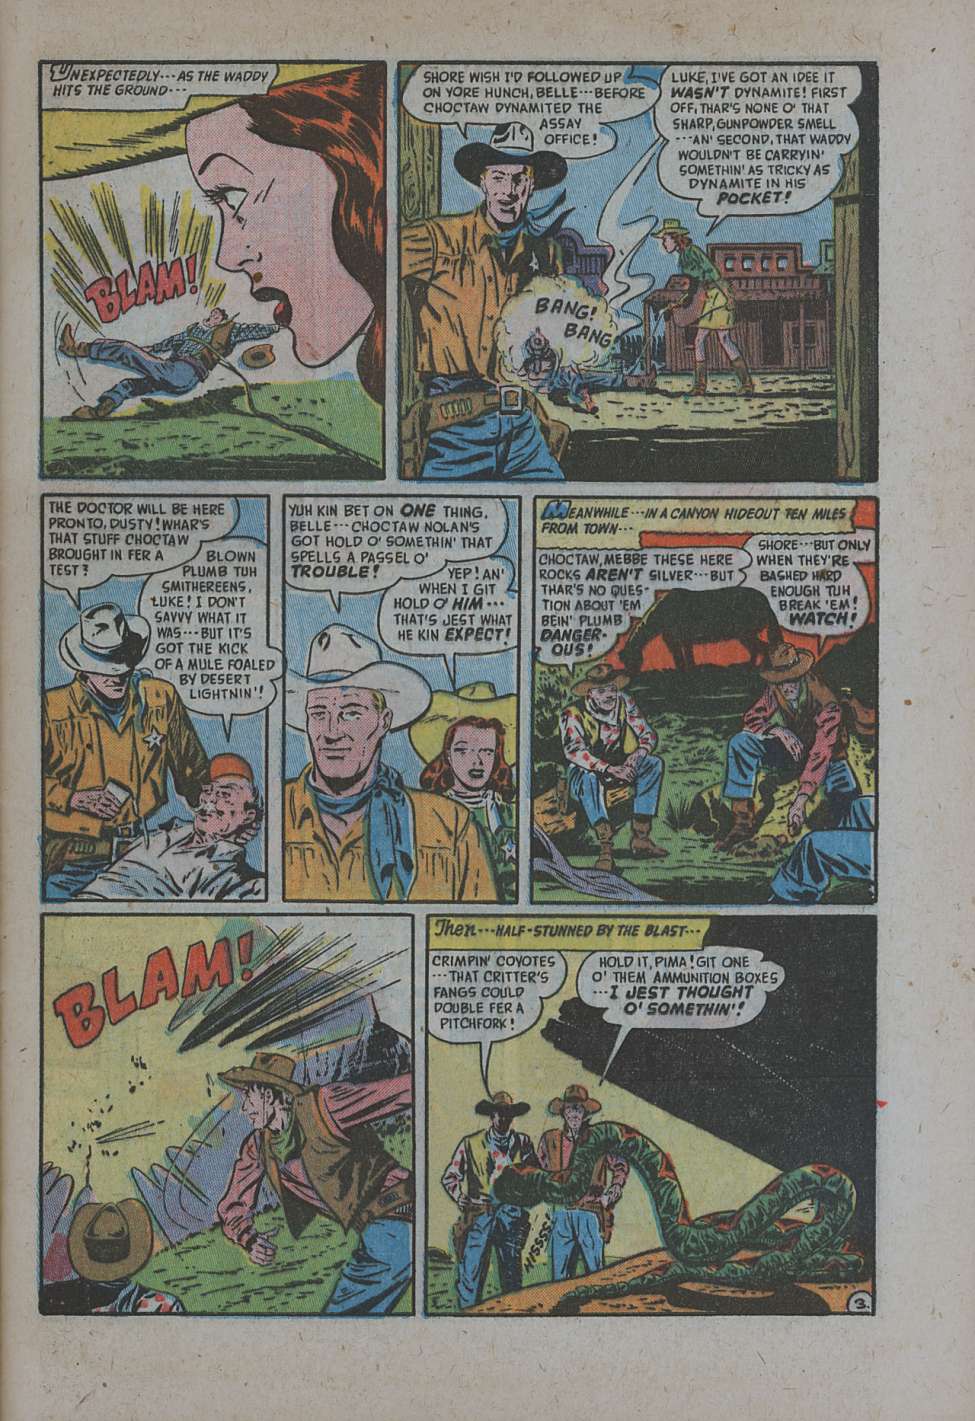 UNEXPECTEDLY---AS THE WADDY
HITS THE GROUND---
BLAM!
SHORE WISH I'D FOLLOWED UP
ON YORE HUNCH, BELLE---BEFORE
CHOCTAW DYNAMITED THE
ASSAY
OFFICE!
LUKE, I'VE GOT AN IDEE IT
WASN'T DYNAMITE! FIRST
OFF, THAR'S NONE O' THAT
SHARP, GUNPOWDER SMELL
---AN' SECOND, THAT WADDY
WOULDN'T BE CARRYIN'
SOMETHIN' AS TRICKY AS
DYNAMITE IN HIS
POCKET!
BANG!
BANG
THE DOCTOR WILL BE HERE
PRONTO, DUSTY! WHAR'S
THAT STUFF CHOCTAW
BROUGHT IN FER A
TEST?
BLOWN
PLUMB TUH
SMITHEREENS,
LUKE! I DON'T
SAVVY WHAT IT
WAS---BUT IT'S
GOT THE KICK
OF A MULE FOALED
BY DESERT
LIGHTNIN'!
YUH KIN BET ON ONE THING,
BELLE---CHOCTAW NOLAN'S
GOT HOLD O' SOMETHIN' THAT
SPELLS A PASSEL O'
TROUBLE!
YEP! AN'
WHEN I GIT
HOLD O' HIM---
THAT'S JEST WHAT
HE KIN EXPECT!
MEANWHILE---IN A CANYON HIDEOUT TEN MILES
FROM TOWN---
CHOCTAW, MEBBE THESE HERE
ROCKS AREN'T SILVER---BUT
THAR'S NO QUES-
TION ABOUT 'EM
BEIN' PLUMB
DANGER-
OUS!
SHORE---BUT ONLY
WHEN THEY'RE
BASHED HARD
ENOUGH TUH
BREAK 'EM!
WATCH!
BLAM!
Then---HALF-STUNNED BY THE BLAST---
CRIMPIN' COYOTES
---THAT CRITTER'S
FANGS COULD
DOUBLE FER A
PITCHFORK!
HOLD IT, PIMA! GIT ONE
O' THEM AMMUNITION BOXES
---I JEST THOUGHT
O' SOMETHIN'!
HISSSS!
3